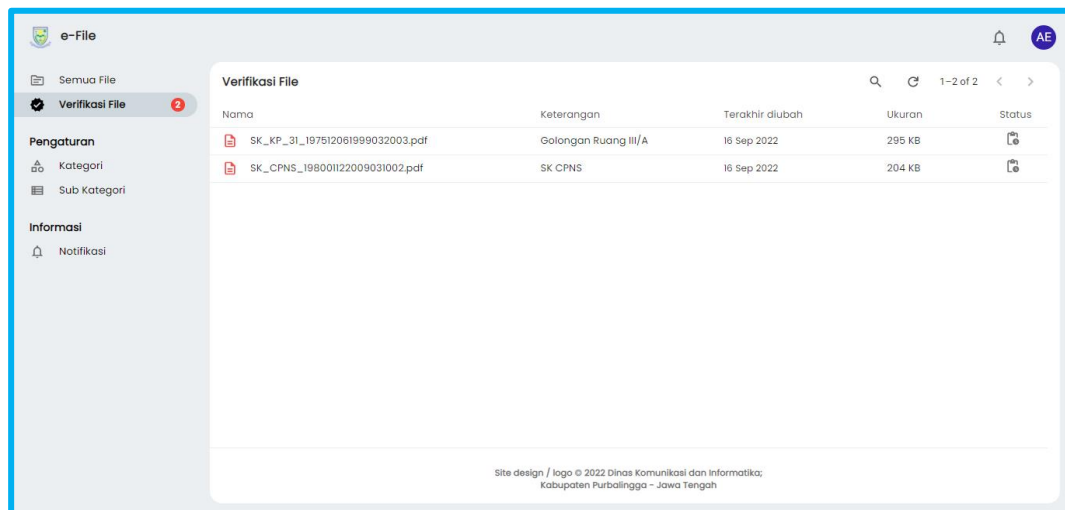 e-File
AE
Semua File
Verifikasi File 2
Pengaturan
Kategori
Sub Kategori
Informasi
Notifikasi
Verifikasi File 1–2 of 2
Nama Keterangan Terakhir diubah Ukuran Status
SK_KP_31_197512061999032003.pdf Golongan Ruang III/A 16 Sep 2022 295 KB
SK_CPNS_198001122009031002.pdf SK CPNS 16 Sep 2022 204 KB
Site design / logo © 2022 Dinas Komunikasi dan Informatika;
Kabupaten Purbalingga - Jawa Tengah